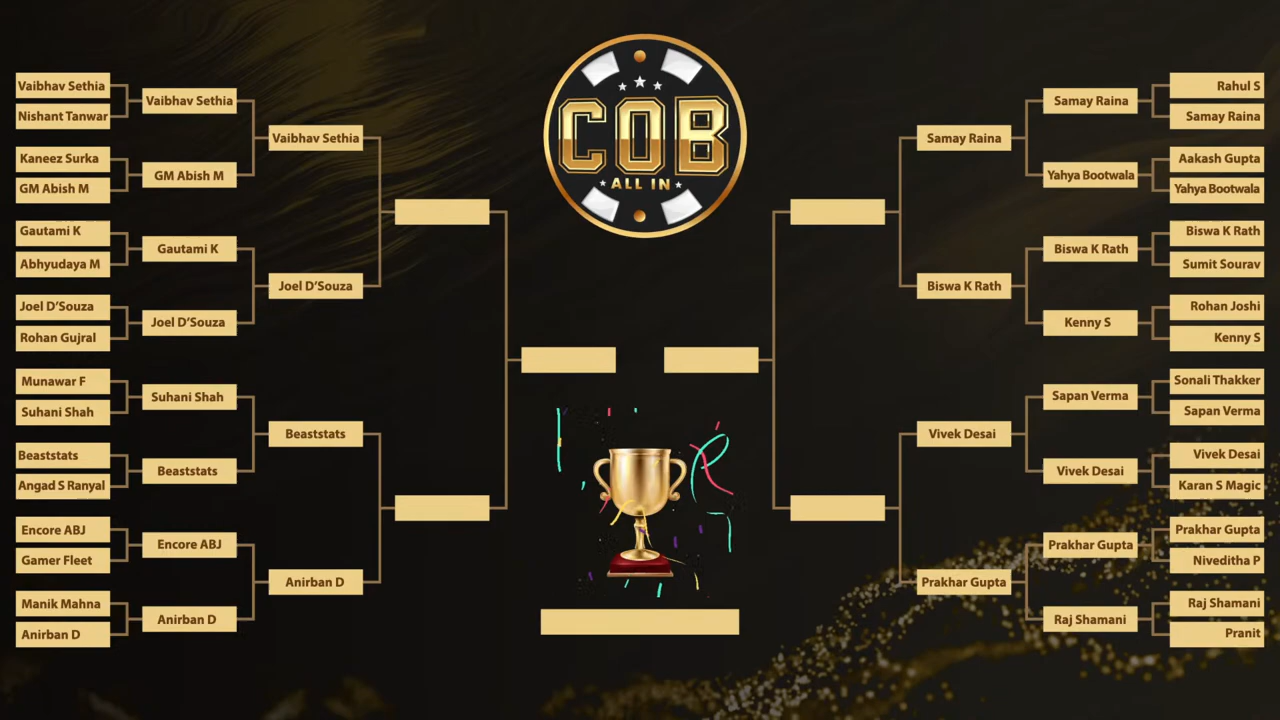 COB
ALL IN
Vaibhav Sethia
Nishant Tanwar
Kaneez Surka
GM Abish M
Gautami K
Abhyudaya M
Joel D'Souza
Rohan Gujral
Munawar F
Suhani Shah
Beaststats
Angad S Ranyal
Encore ABJ
Gamer Fleet
Manik Mahna
Anirban D
Vaibhav Sethia
GM Abish M
Gautami K
Joel D'Souza
Suhani Shah
Beaststats
Encore ABJ
Anirban D
Vaibhav Sethia
Joel D'Souza
Beaststats
Anirban D
Samay Raina
Biswa K Rath
Vivek Desai
Prakhar Gupta
Samay Raina
Yahya Bootwala
Biswa K Rath
Kenny S
Sapan Verma
Vivek Desai
Prakhar Gupta
Raj Shamani
Rahul S
Samay Raina
Aakash Gupta
Yahya Bootwala
Biswa K Rath
Sumit Sourav
Rohan Joshi
Kenny S
Sonali Thakker
Sapan Verma
Vivek Desai
Karan S Magic
Prakhar Gupta
Niveditha P
Raj Shamani
Pranit